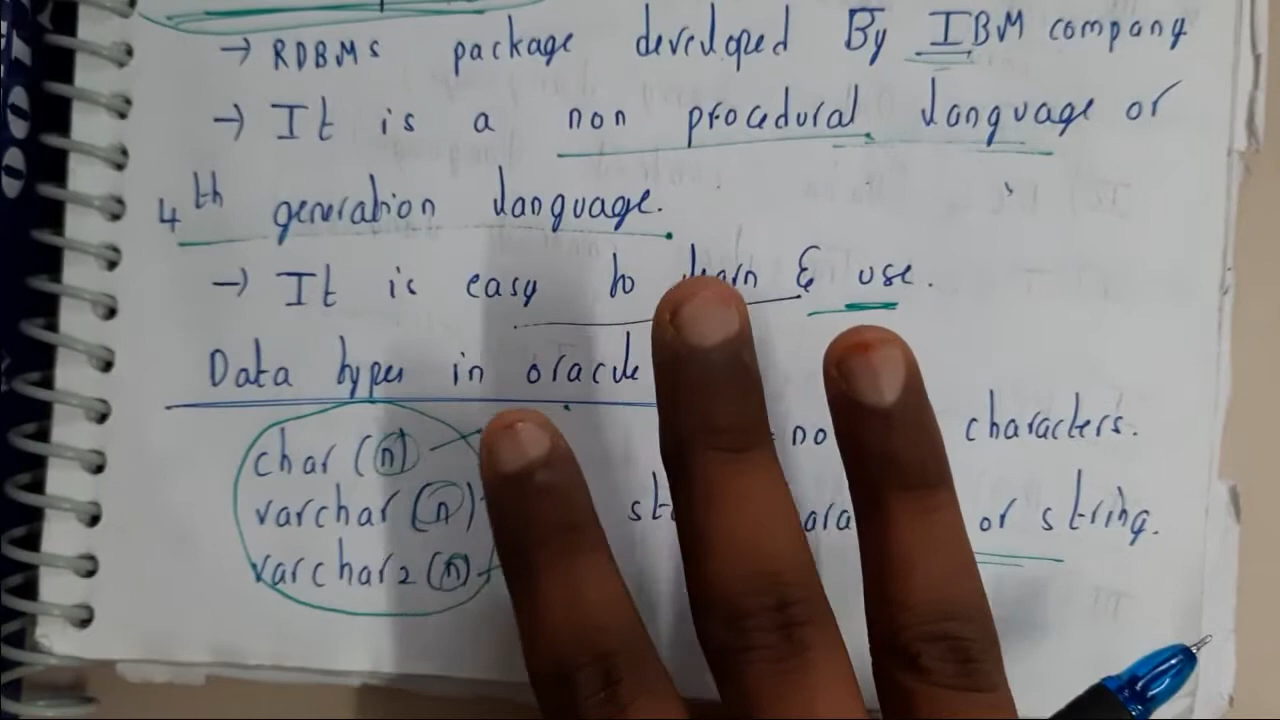 → RDBMS package developed By IBM company
→ It is a non procedural language or
4th generation language.
→ It is easy to learn & use.
Data types in oracle
char (n) no characters.
varchar (n) or string.
varchar2 (n)